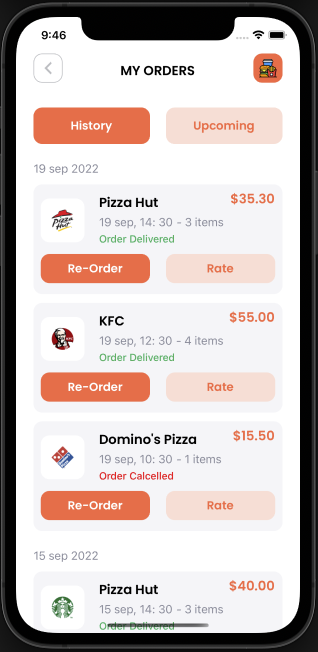 9:46
MY ORDERS
History
Upcoming
19 sep 2022
Pizza Hut
$35.30
Pizza Hut
19 sep, 14: 30 - 3 items
Order Delivered
Re-Order
Rate
KFC
$55.00
19 sep, 12: 30 - 4 items
Order Delivered
Re-Order
Rate
Domino's Pizza
$15.50
19 sep, 10: 30 - 1 items
Order Calcelled
Re-Order
Rate
15 sep 2022
Pizza Hut
$40.00
15 sep, 14: 30 - 3 items
Order Delivered